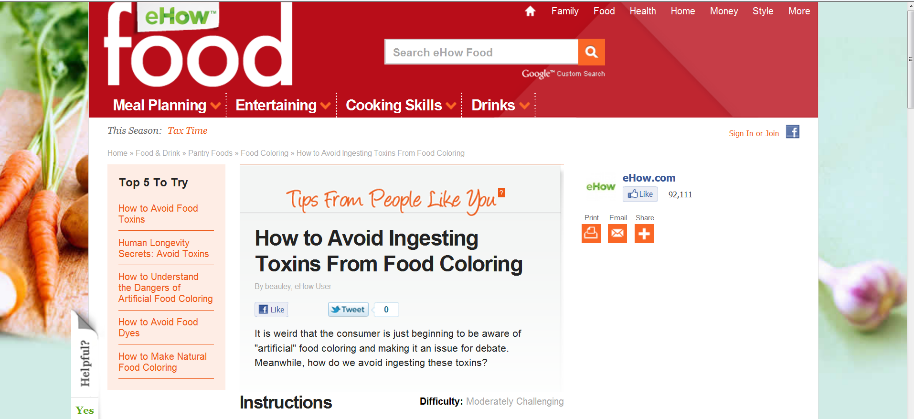 eHow™
food
Family Food Health Home Money Style More
Search eHow Food
Google™ Custom Search
Meal Planning Entertaining Cooking Skills Drinks
This Season: Tax Time
Sign In or Join
Home » Food & Drink » Pantry Foods » Food Coloring » How to Avoid Ingesting Toxins From Food Coloring
Top 5 To Try
How to Avoid Food
Toxins
Human Longevity
Secrets: Avoid Toxins
How to Understand
the Dangers of
Artificial Food Coloring
How to Avoid Food
Dyes
How to Make Natural
Food Coloring
Tips From People Like You ?
How to Avoid Ingesting
Toxins From Food Coloring
By beauley, eHow User
Like Tweet 0
It is weird that the consumer is just beginning to be aware of
"artificial" food coloring and making it an issue for debate.
Meanwhile, how do we avoid ingesting these toxins?
Instructions
Difficulty: Moderately Challenging
eHow
eHow.com
Like 92,111
Print Email Share
Helpful?
Yes